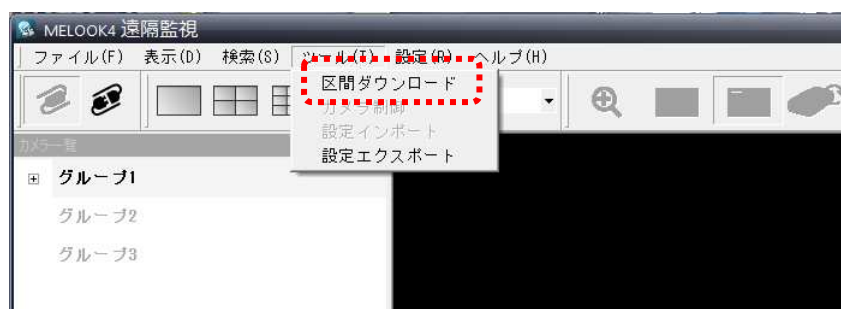 MELOOK4 遠隔監視
ファイル(F) 表示(D) 検索(S) ツール(T) 設定(R) ヘルプ(H)
区間ダウンロード
カメラ制御
設定インポート
設定エクスポート
カメラ一覧
グループ1
グループ2
グループ3